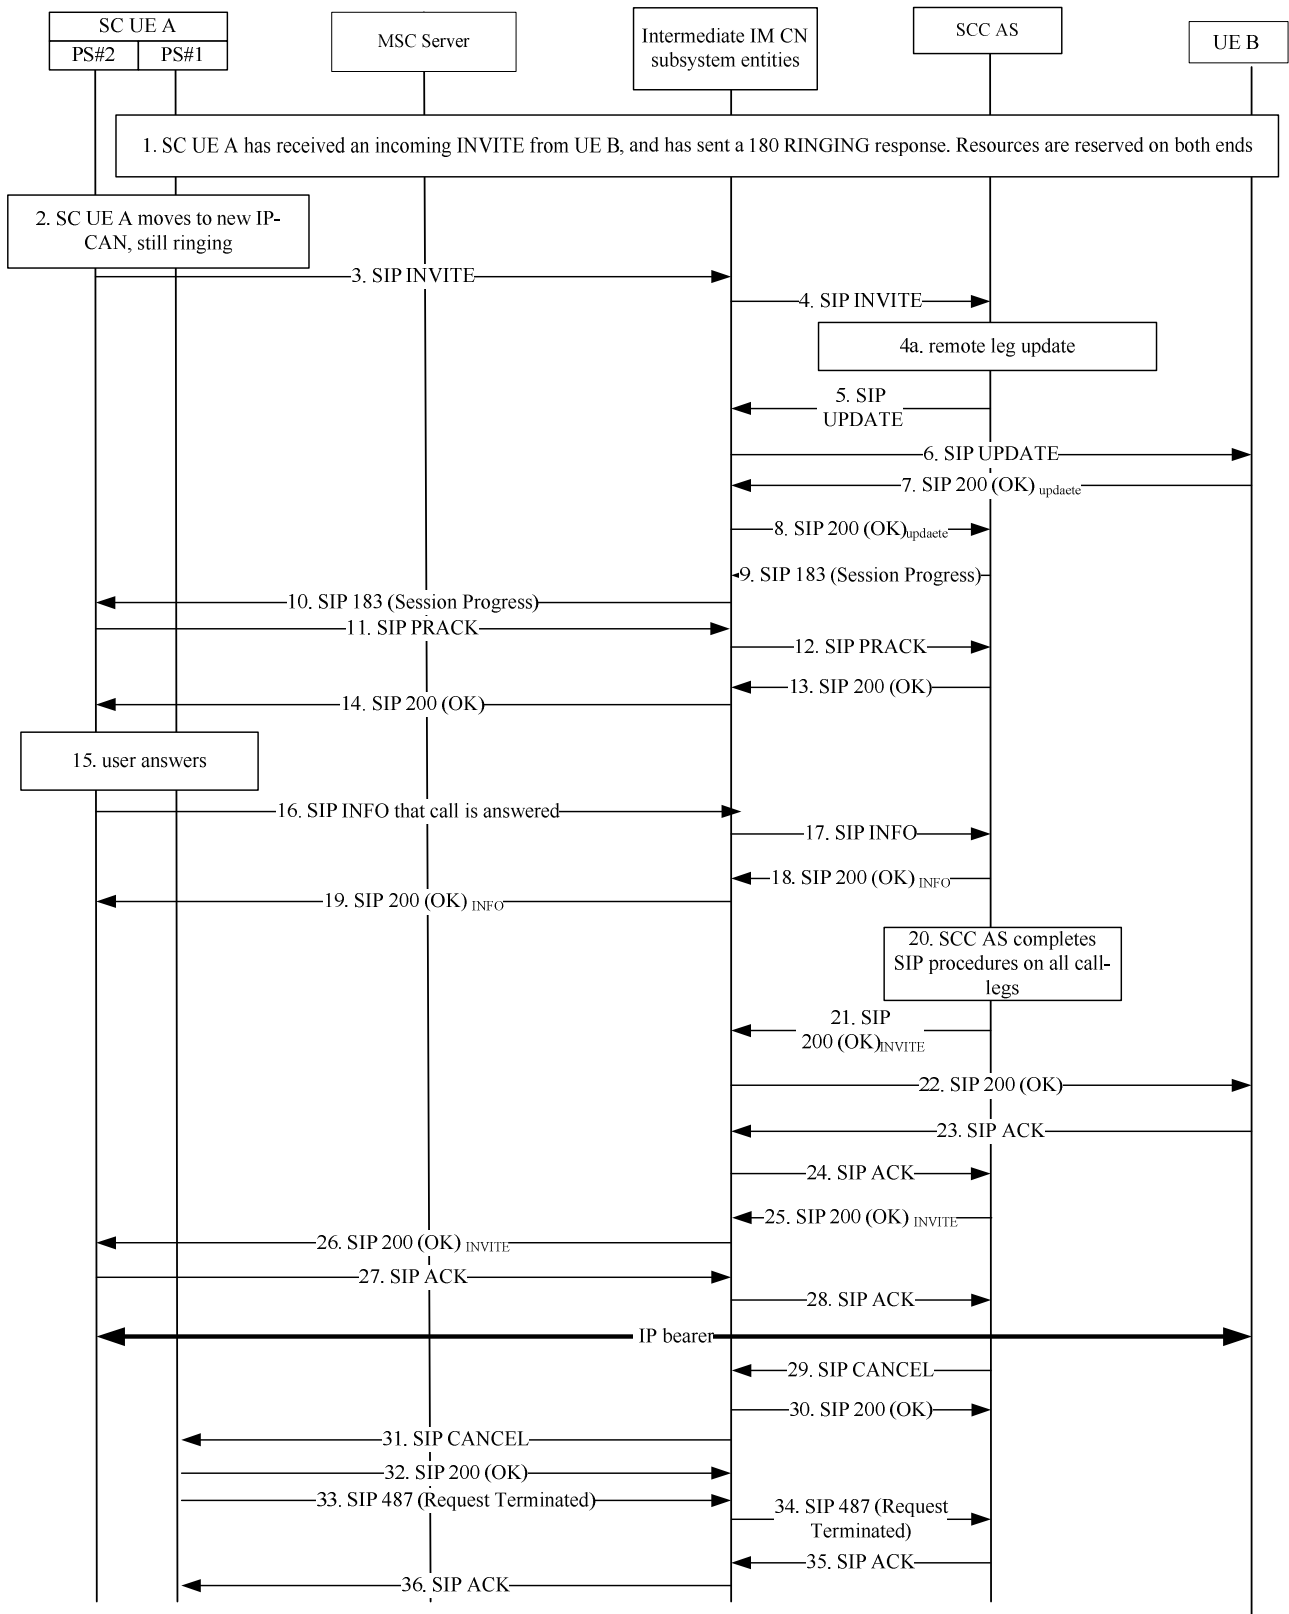 SC UE A
PS#2
PS#1
MSC Server
Intermediate IM CN
subsystem entities
SCC AS
UE B
1. SC UE A has received an incoming INVITE from UE B, and has sent a 180 RINGING response. Resources are reserved on both ends
2. SC UE A moves to new IP-
CAN, still ringing
3. SIP INVITE
4. SIP INVITE
4a. remote leg update
5. SIP
UPDATE
6. SIP UPDATE
7. SIP 200 (OK) updaete
8. SIP 200 (OK)updaete
9. SIP 183 (Session Progress)
10. SIP 183 (Session Progress)
11. SIP PRACK
12. SIP PRACK
13. SIP 200 (OK)
14. SIP 200 (OK)
15. user answers
16. SIP INFO that call is answered
17. SIP INFO
18. SIP 200 (OK) INFO
19. SIP 200 (OK) INFO
20. SCC AS completes
SIP procedures on all call-
legs
21. SIP
200 (OK)INVITE
22. SIP 200 (OK)
23. SIP ACK
24. SIP ACK
25. SIP 200 (OK) INVITE
26. SIP 200 (OK) INVITE
27. SIP ACK
28. SIP ACK
IP bearer
29. SIP CANCEL
30. SIP 200 (OK)
31. SIP CANCEL
32. SIP 200 (OK)
33. SIP 487 (Request Terminated)
34. SIP 487 (Request
Terminated)
35. SIP ACK
36. SIP ACK